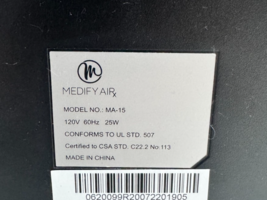 m
MEDIFY AIR℞
MODEL NO.: MA-15
120V 60Hz 25W
CONFORMS TO UL STD. 507
Certified to CSA STD. C22.2 No.113
MADE IN CHINA
0620099R20072201905